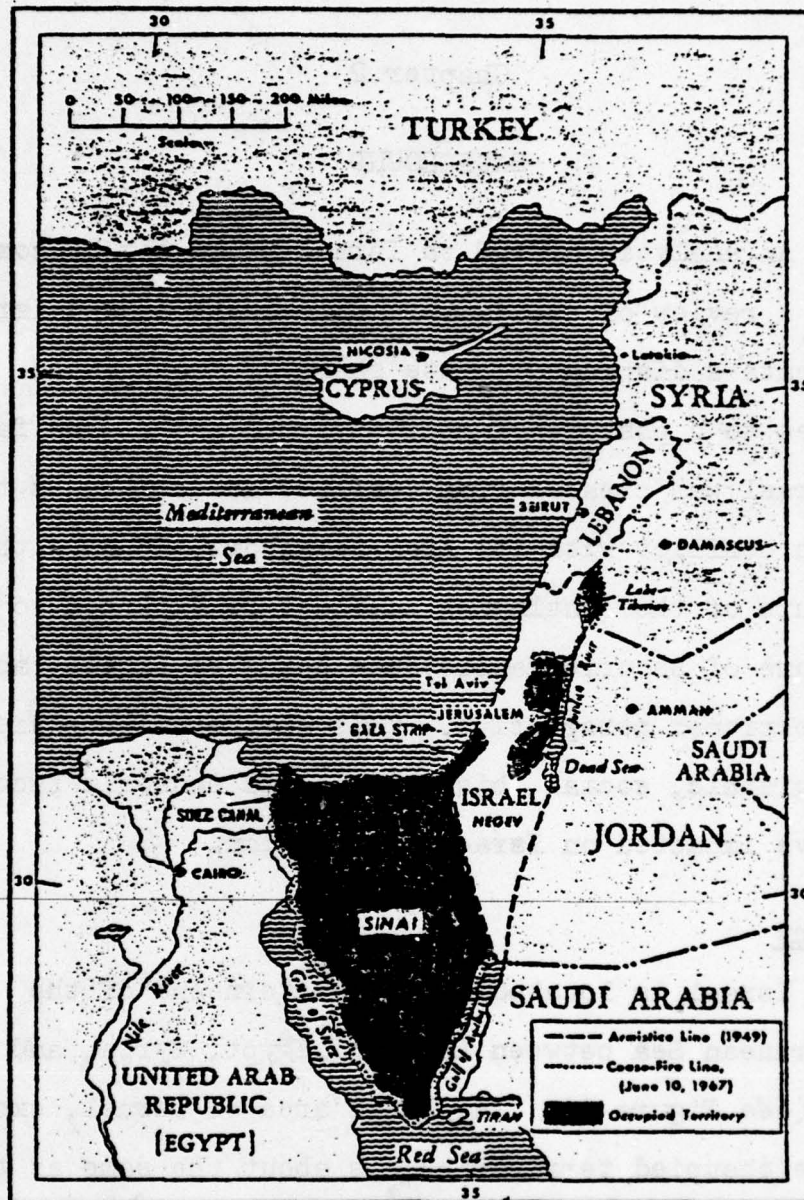 30
35
0 50 100 150 200 Miles
Scale
TURKEY
NICOSIA
CYPRUS
Latakia
35
35
SYRIA
LEBANON
BEIRUT
Mediterranean
Sea
DAMASCUS
Lake
Tiberias
Tel Aviv
Jordan River
JERUSALEM
AMMAN
GAZA STRIP
SAUDI
ARABIA
Dead Sea
ISRAEL
NEGEV
SUEZ CANAL
JORDAN
CAIRO
30
30
SINAI
Nile River
Gulf of Suez
Gulf of Aqaba
SAUDI ARABIA
Armistice Line (1949)
Cease-Fire Line,
(June 10, 1967)
Occupied Territory
UNITED ARAB
REPUBLIC
(EGYPT)
TIRAN
Red Sea
35